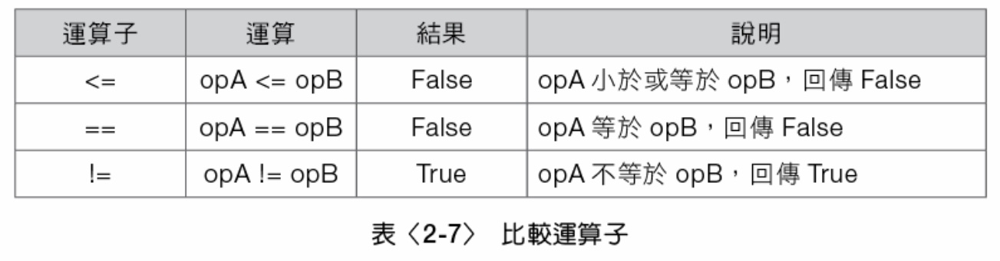 運算子 運算 結果 說明
<= opA <= opB False opA 小於或等於 opB，回傳 False
== opA == opB False opA 等於 opB，回傳 False
!= opA != opB True opA 不等於 opB，回傳 True
表〈2-7〉 比較運算子